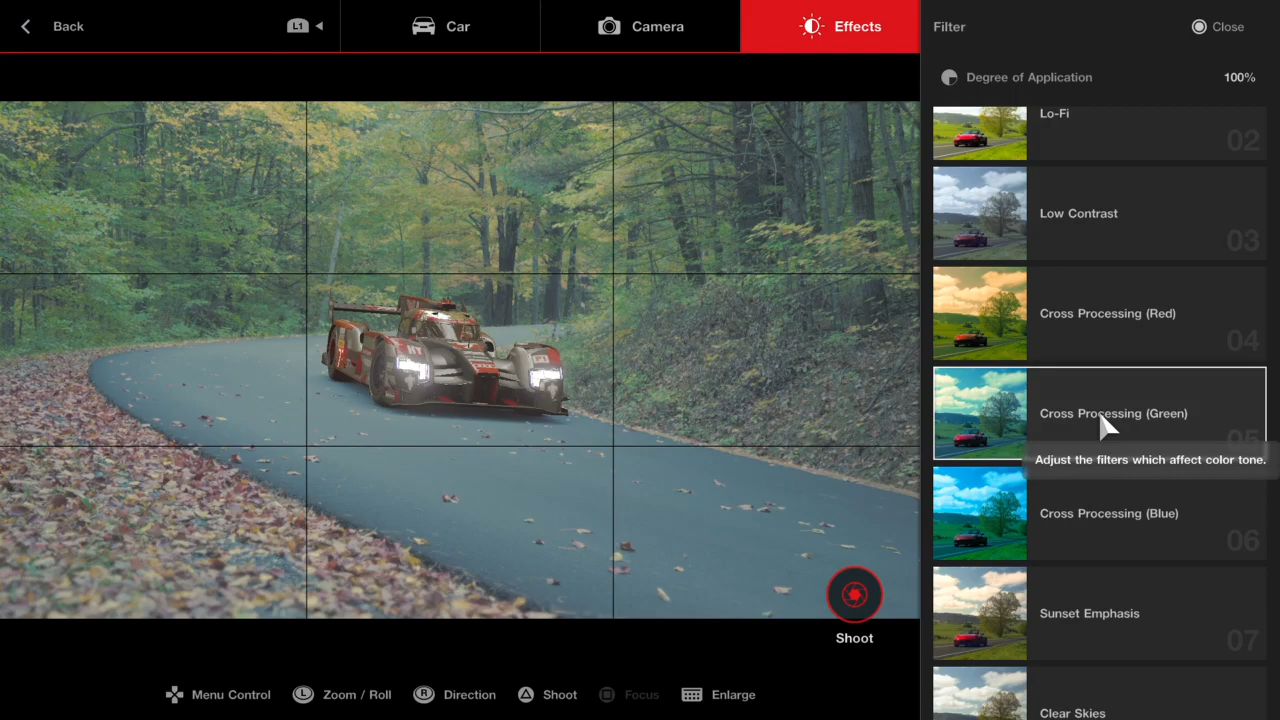 Back
L1
Car
Camera
Effects
Filter
Close
Degree of Application
100%
Lo-Fi
02
Low Contrast
03
Cross Processing (Red)
04
Cross Processing (Green)
05
Adjust the filters which affect color tone.
Cross Processing (Blue)
06
Sunset Emphasis
07
Clear Skies
Shoot
Menu Control
L
Zoom / Roll
R
Direction
Shoot
Focus
Enlarge